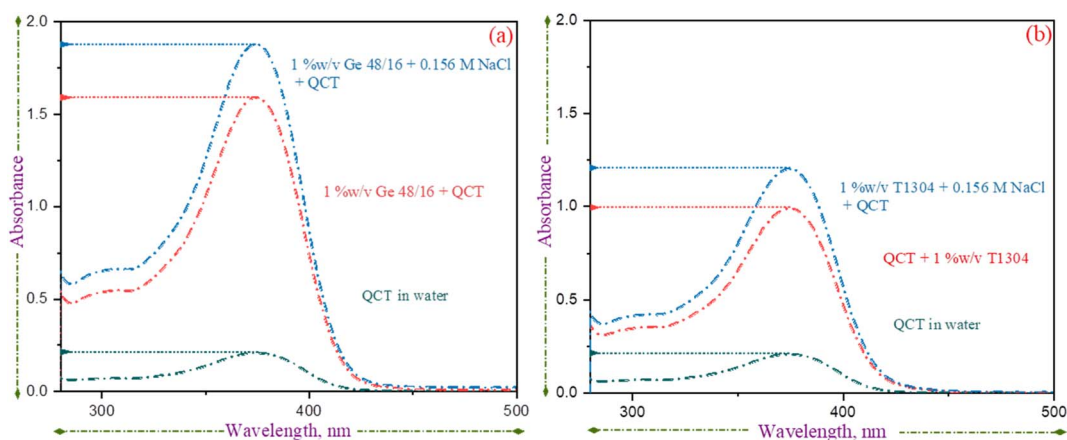 (a)
2.0
1.5
1.0
0.5
0.0
Absorbance
1 %w/v Ge 48/16 + 0.156 M NaCl
+ QCT
1 %w/v Ge 48/16 + QCT
QCT in water
300
400
500
Wavelength, nm
(b)
2.0
1.5
1.0
0.5
0.0
Absorbance
1 %w/v T1304 + 0.156 M NaCl
+ QCT
QCT + 1 %w/v T1304
QCT in water
300
400
500
Wavelength, nm